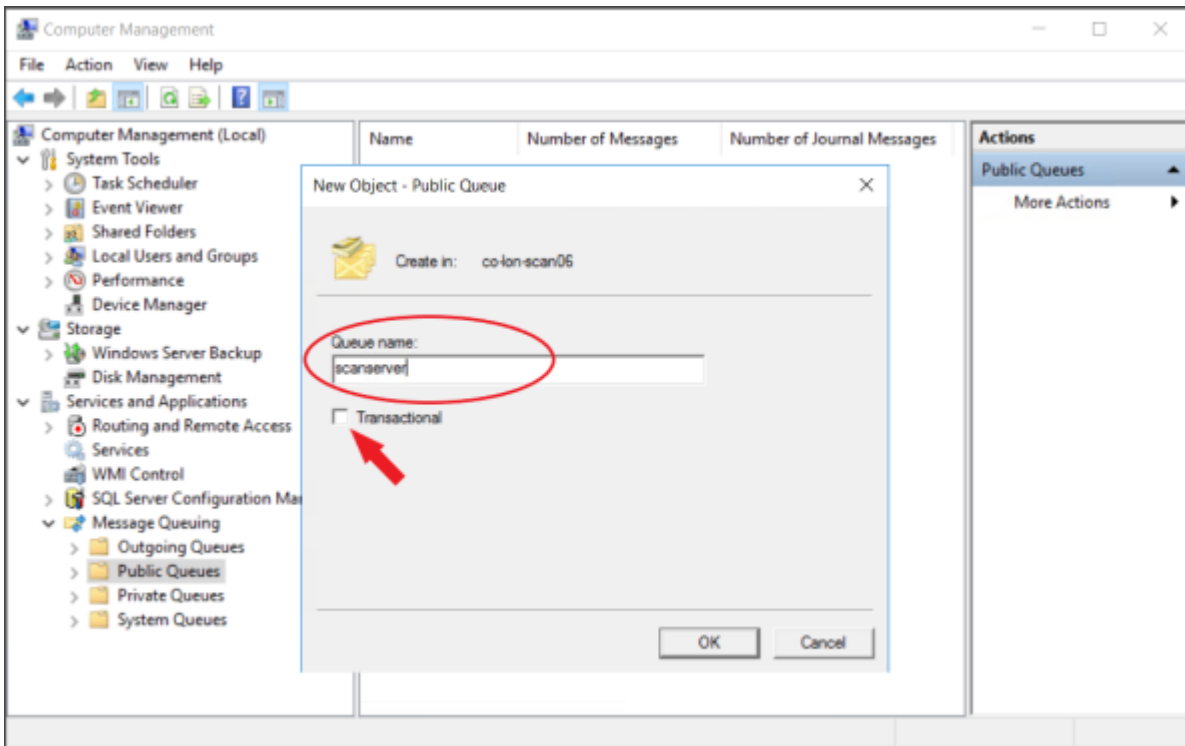 Computer Management
File Action View Help
Computer Management (Local)
System Tools
Task Scheduler
Event Viewer
Shared Folders
Local Users and Groups
Performance
Device Manager
Storage
Windows Server Backup
Disk Management
Services and Applications
Routing and Remote Access
Services
WMI Control
SQL Server Configuration Mar
Message Queuing
Outgoing Queues
Public Queues
Private Queues
System Queues
Name Number of Messages Number of Journal Messages
New Object - Public Queue
Create in: co-lon-scan06
Queue name:
scanserver
Transactional
OK Cancel
Actions
Public Queues
More Actions